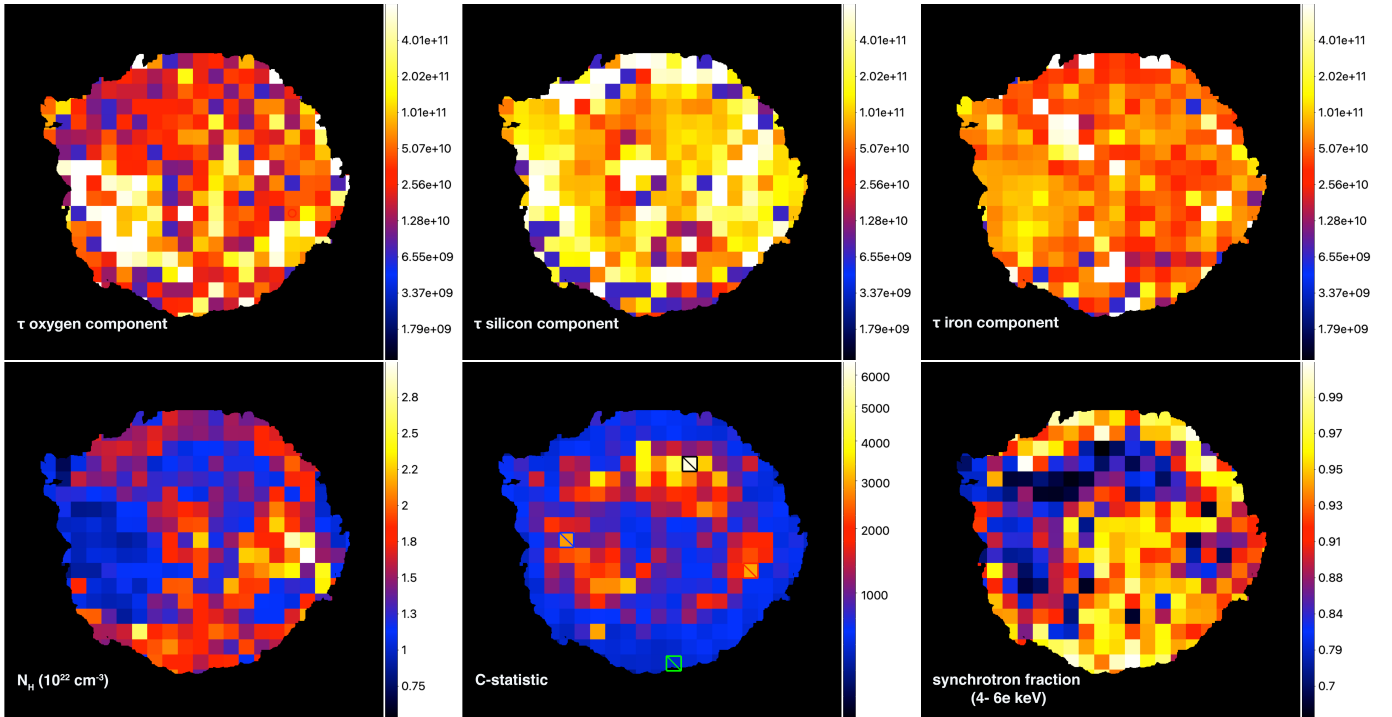 4.01e+11
2.02e+11
1.01e+11
5.07e+10
2.56e+10
1.28e+10
6.55e+09
3.37e+09
1.79e+09
τ oxygen component
4.01e+11
2.02e+11
1.01e+11
5.07e+10
2.56e+10
1.28e+10
6.55e+09
3.37e+09
1.79e+09
τ silicon component
4.01e+11
2.02e+11
1.01e+11
5.07e+10
2.56e+10
1.28e+10
6.55e+09
3.37e+09
1.79e+09
τ iron component
2.8
2.5
2.2
2
1.8
1.5
1.3
1
0.75
N_H (10^22 cm^-3)
6000
5000
4000
3000
2000
1000
C-statistic
0.99
0.97
0.95
0.93
0.91
0.88
0.84
0.79
0.7
synchrotron fraction
(4- 6e keV)